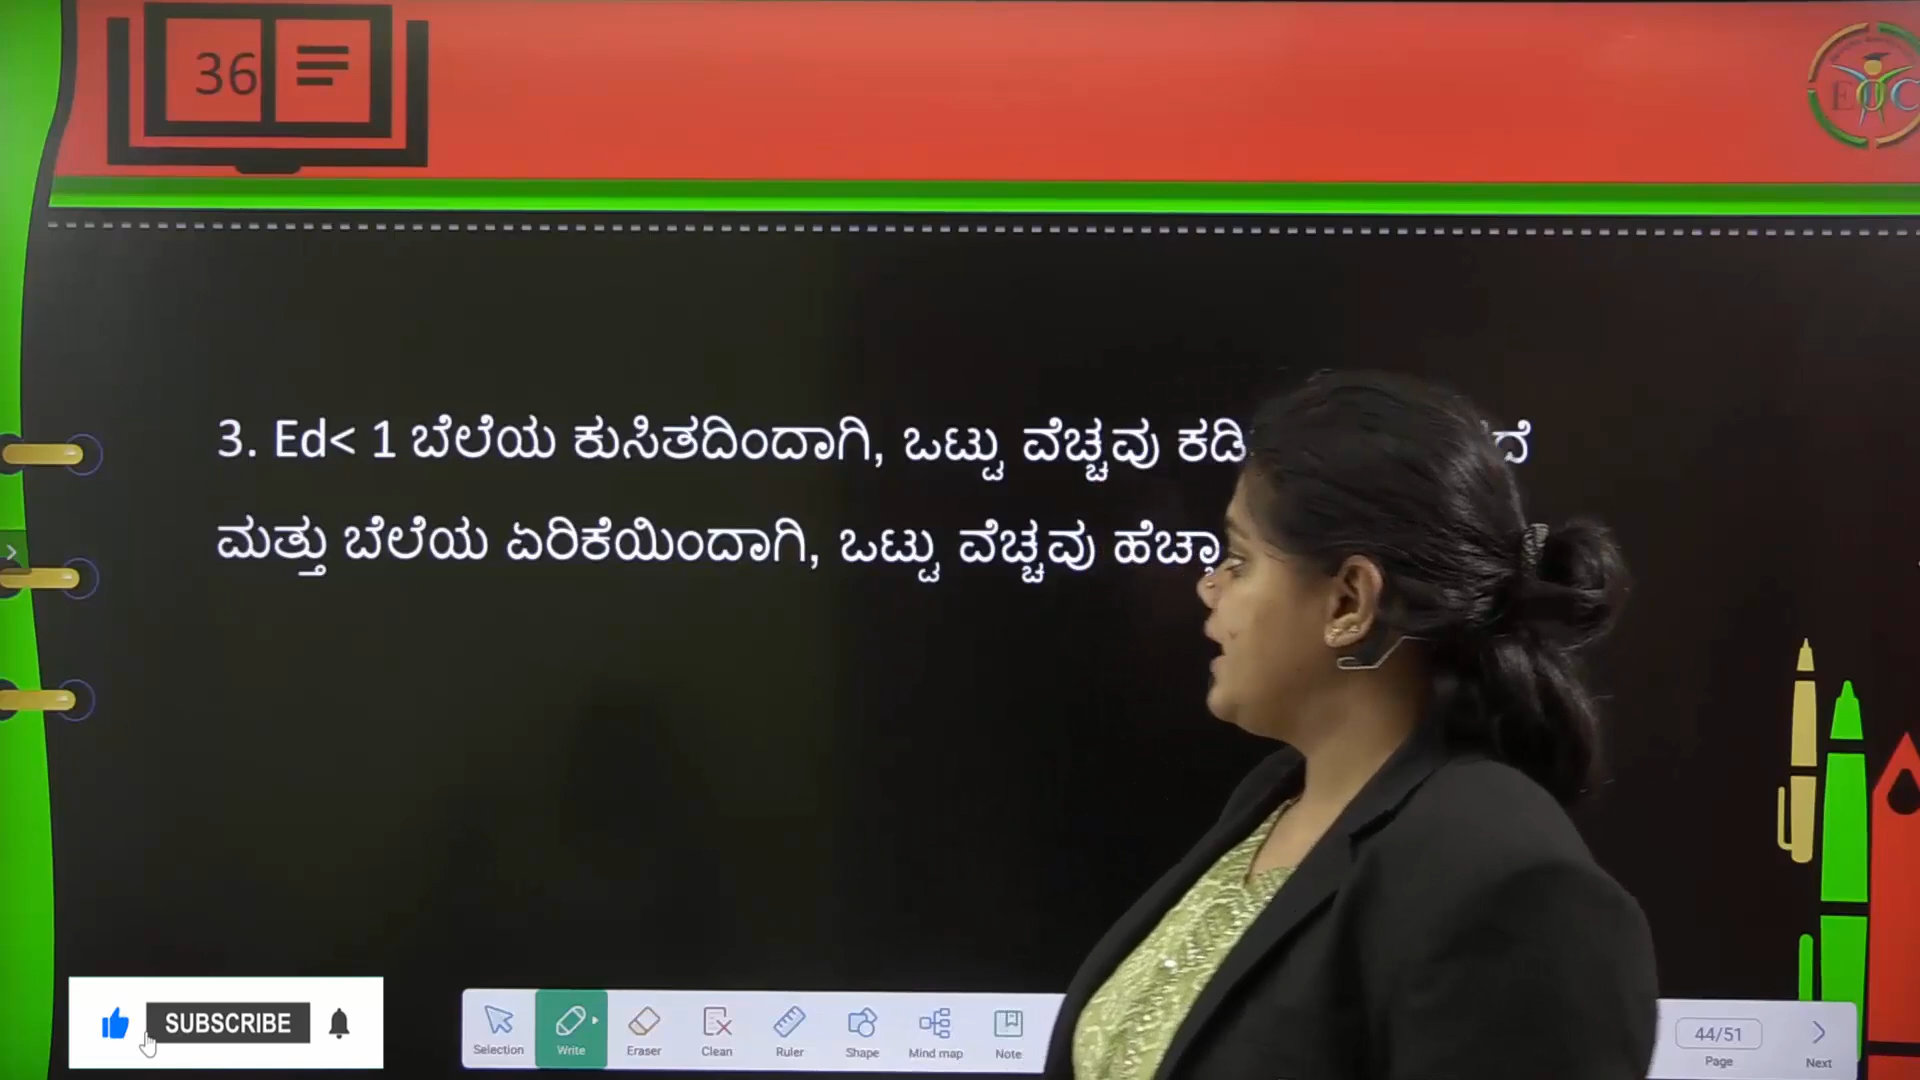 36
3. Ed< 1 ಬೆಲೆಯ ಕುಸಿತದಿಂದಾಗಿ, ಒಟ್ಟು ವೆಚ್ಚವು
ಮತ್ತು ಬೆಲೆಯ ಏರಿಕೆಯಿಂದಾಗಿ, ಒಟ್ಟು ವೆಚ್ಚವು
SUBSCRIBE
Selection Write Eraser Clean Ruler Shape Mind map Note
44/51
Page Next